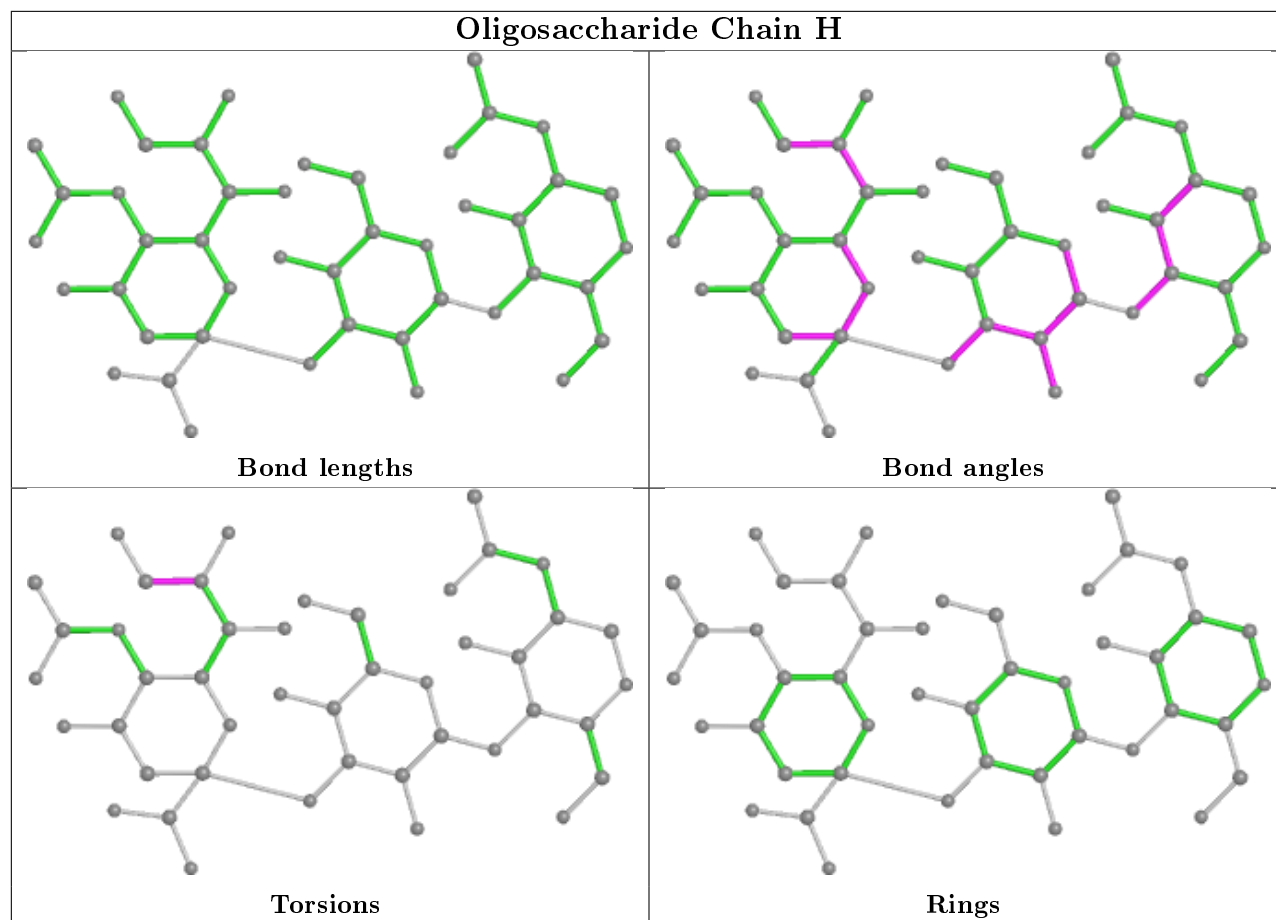 Oligosaccharide Chain H
Bond lengths
Bond angles
Torsions
Rings